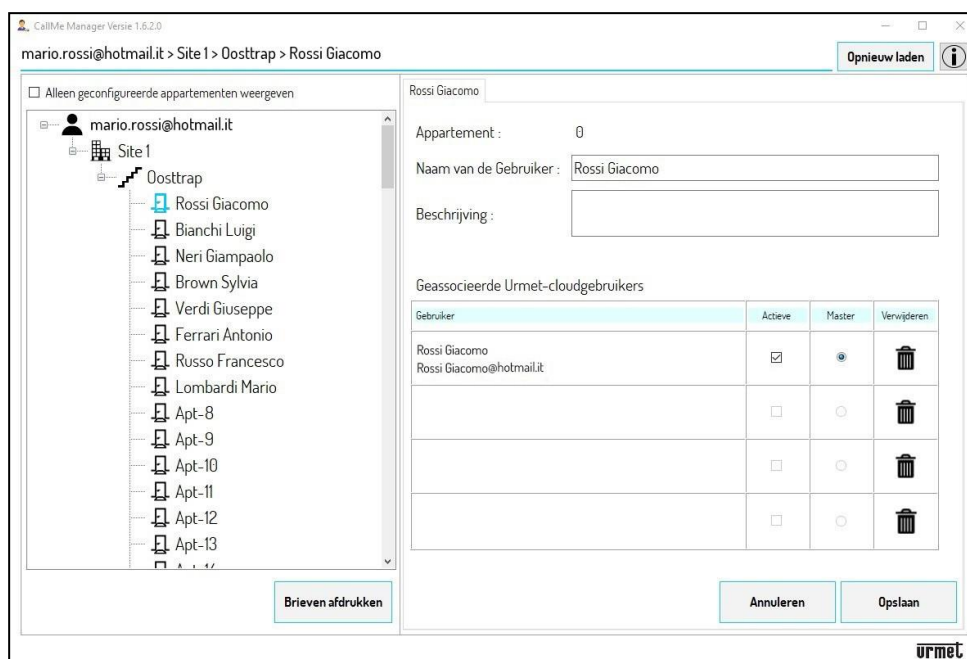 CallMe Manager Versie 1.6.2.0
mario.rossi@hotmail.it > Site 1 > Oosttrap > Rossi Giacomo
Opnieuw laden
Alleen geconfigureerde appartementen weergeven
mario.rossi@hotmail.it
Site 1
Oosttrap
Rossi Giacomo
Bianchi Luigi
Neri Giampaolo
Brown Sylvia
Verdi Giuseppe
Ferrari Antonio
Russo Francesco
Lombardi Mario
Apt-8
Apt-9
Apt-10
Apt-11
Apt-12
Apt-13
Brieven afdrukken
Rossi Giacomo
Appartement : 0
Naam van de Gebruiker : Rossi Giacomo
Beschrijving :
Geassocieerde Urmet-cloudgebruikers
Gebruiker Actieve Master Verwijderen
Rossi Giacomo
Rossi Giacomo@hotmail.it
Annuleren Opslaan
urmet